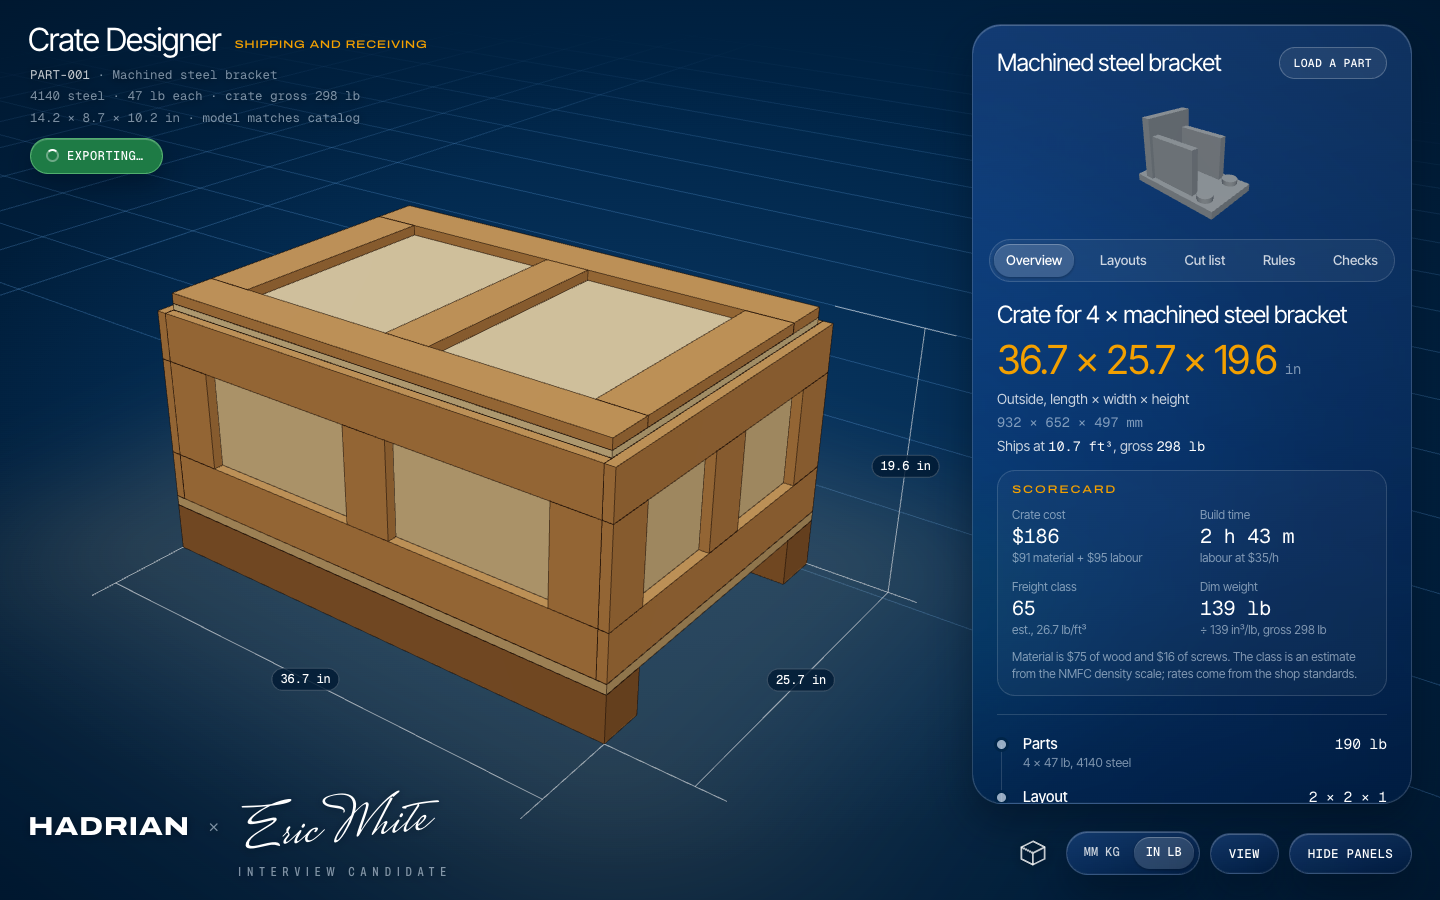 Crate Designer SHIPPING AND RECEIVING
PART-001 · Machined steel bracket
4140 steel · 47 lb each · crate gross 298 lb
14.2 × 8.7 × 10.2 in · model matches catalog
EXPORTING…
19.6 in
36.7 in
25.7 in
HADRIAN × Eric White
INTERVIEW CANDIDATE
Machined steel bracket
LOAD A PART
Overview Layouts Cut list Rules Checks
Crate for 4 × machined steel bracket
36.7 × 25.7 × 19.6 in
Outside, length × width × height
932 × 652 × 497 mm
Ships at 10.7 ft³, gross 298 lb
SCORECARD
Crate cost
$186
$91 material + $95 labour
Build time
2 h 43 m
labour at $35/h
Freight class
65
est., 26.7 lb/ft³
Dim weight
139 lb
÷ 139 in³/lb, gross 298 lb
Material is $75 of wood and $16 of screws. The class is an estimate
from the NMFC density scale; rates come from the shop standards.
Parts 190 lb
4 × 47 lb, 4140 steel
Layout 2 × 2 × 1
MM KG IN LB
VIEW
HIDE PANELS